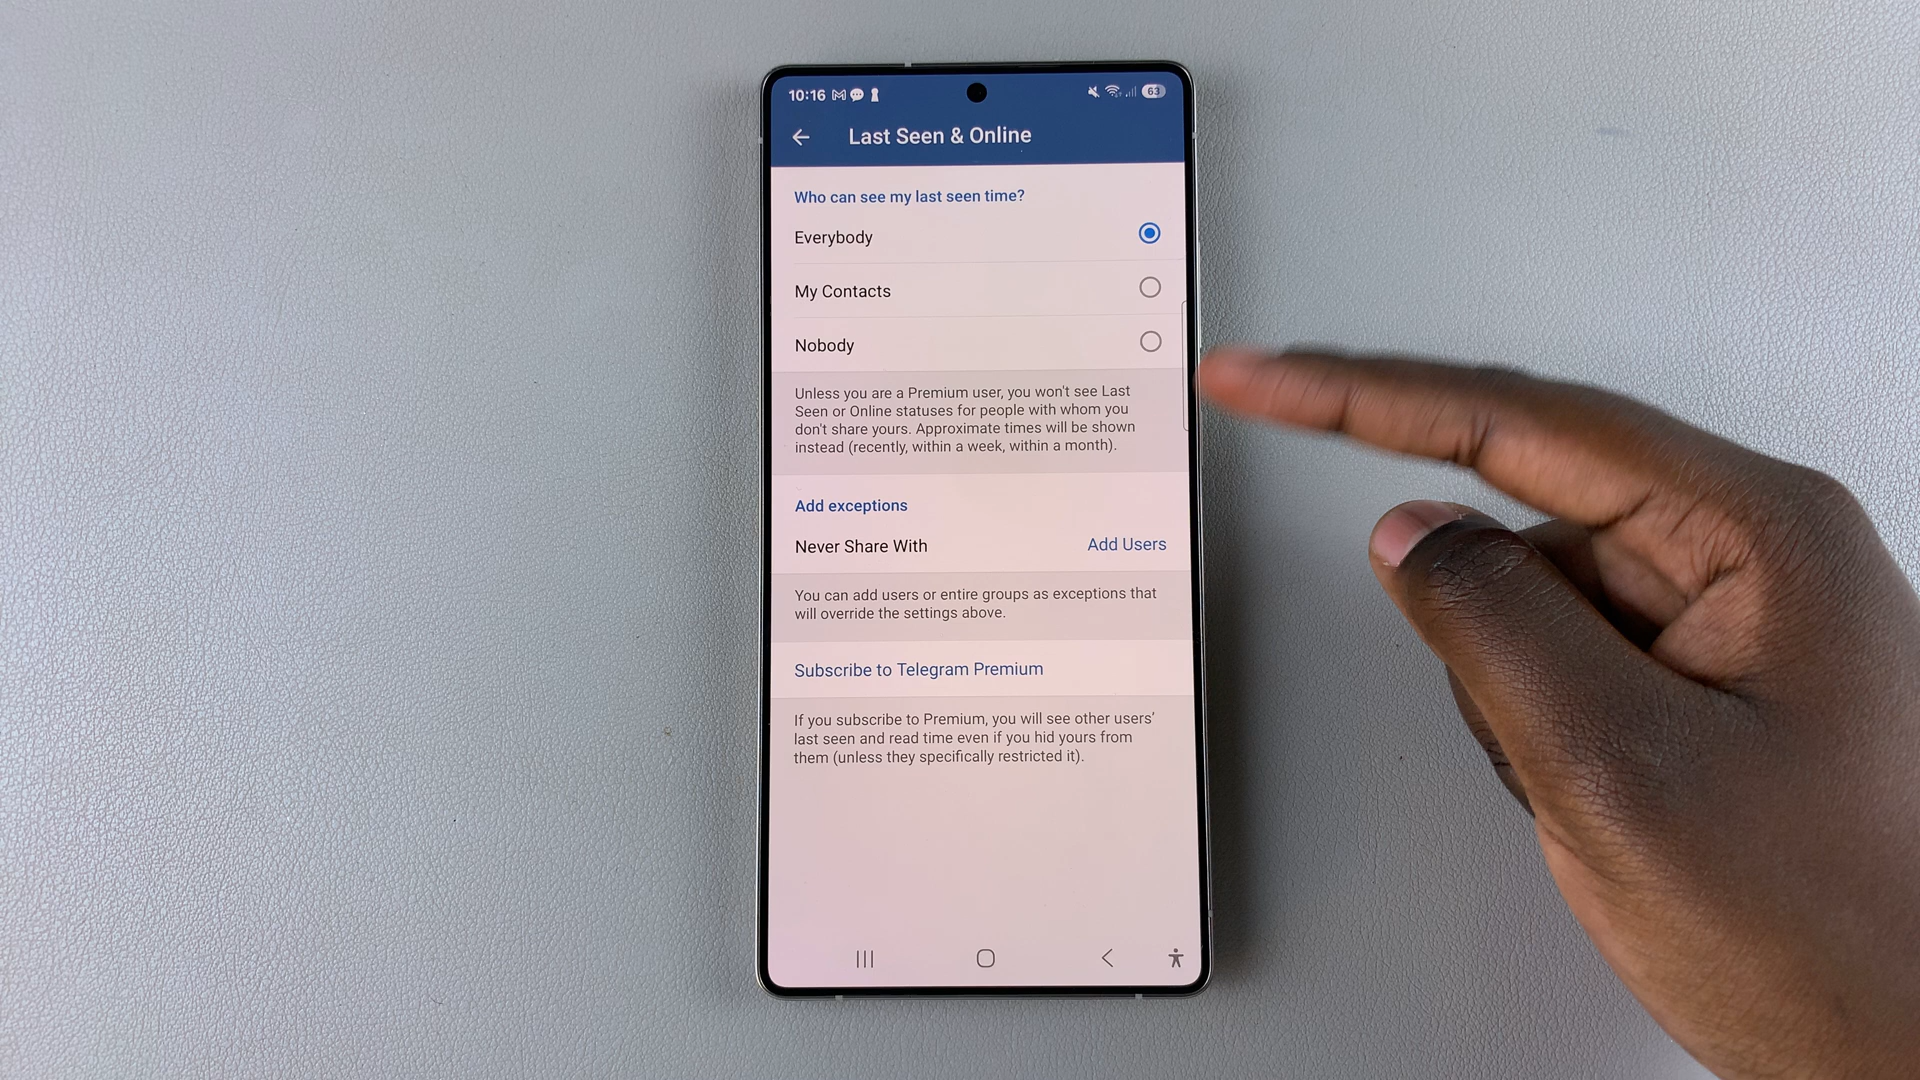 10:16
63
Last Seen & Online
Who can see my last seen time?
Everybody
My Contacts
Nobody
Unless you are a Premium user, you won't see Last
Seen or Online statuses for people with whom you
don't share yours. Approximate times will be shown
instead (recently, within a week, within a month).
Add exceptions
Never Share With Add Users
You can add users or entire groups as exceptions that
will override the settings above.
Subscribe to Telegram Premium
If you subscribe to Premium, you will see other users’
last seen and read time even if you hid yours from
them (unless they specifically restricted it).